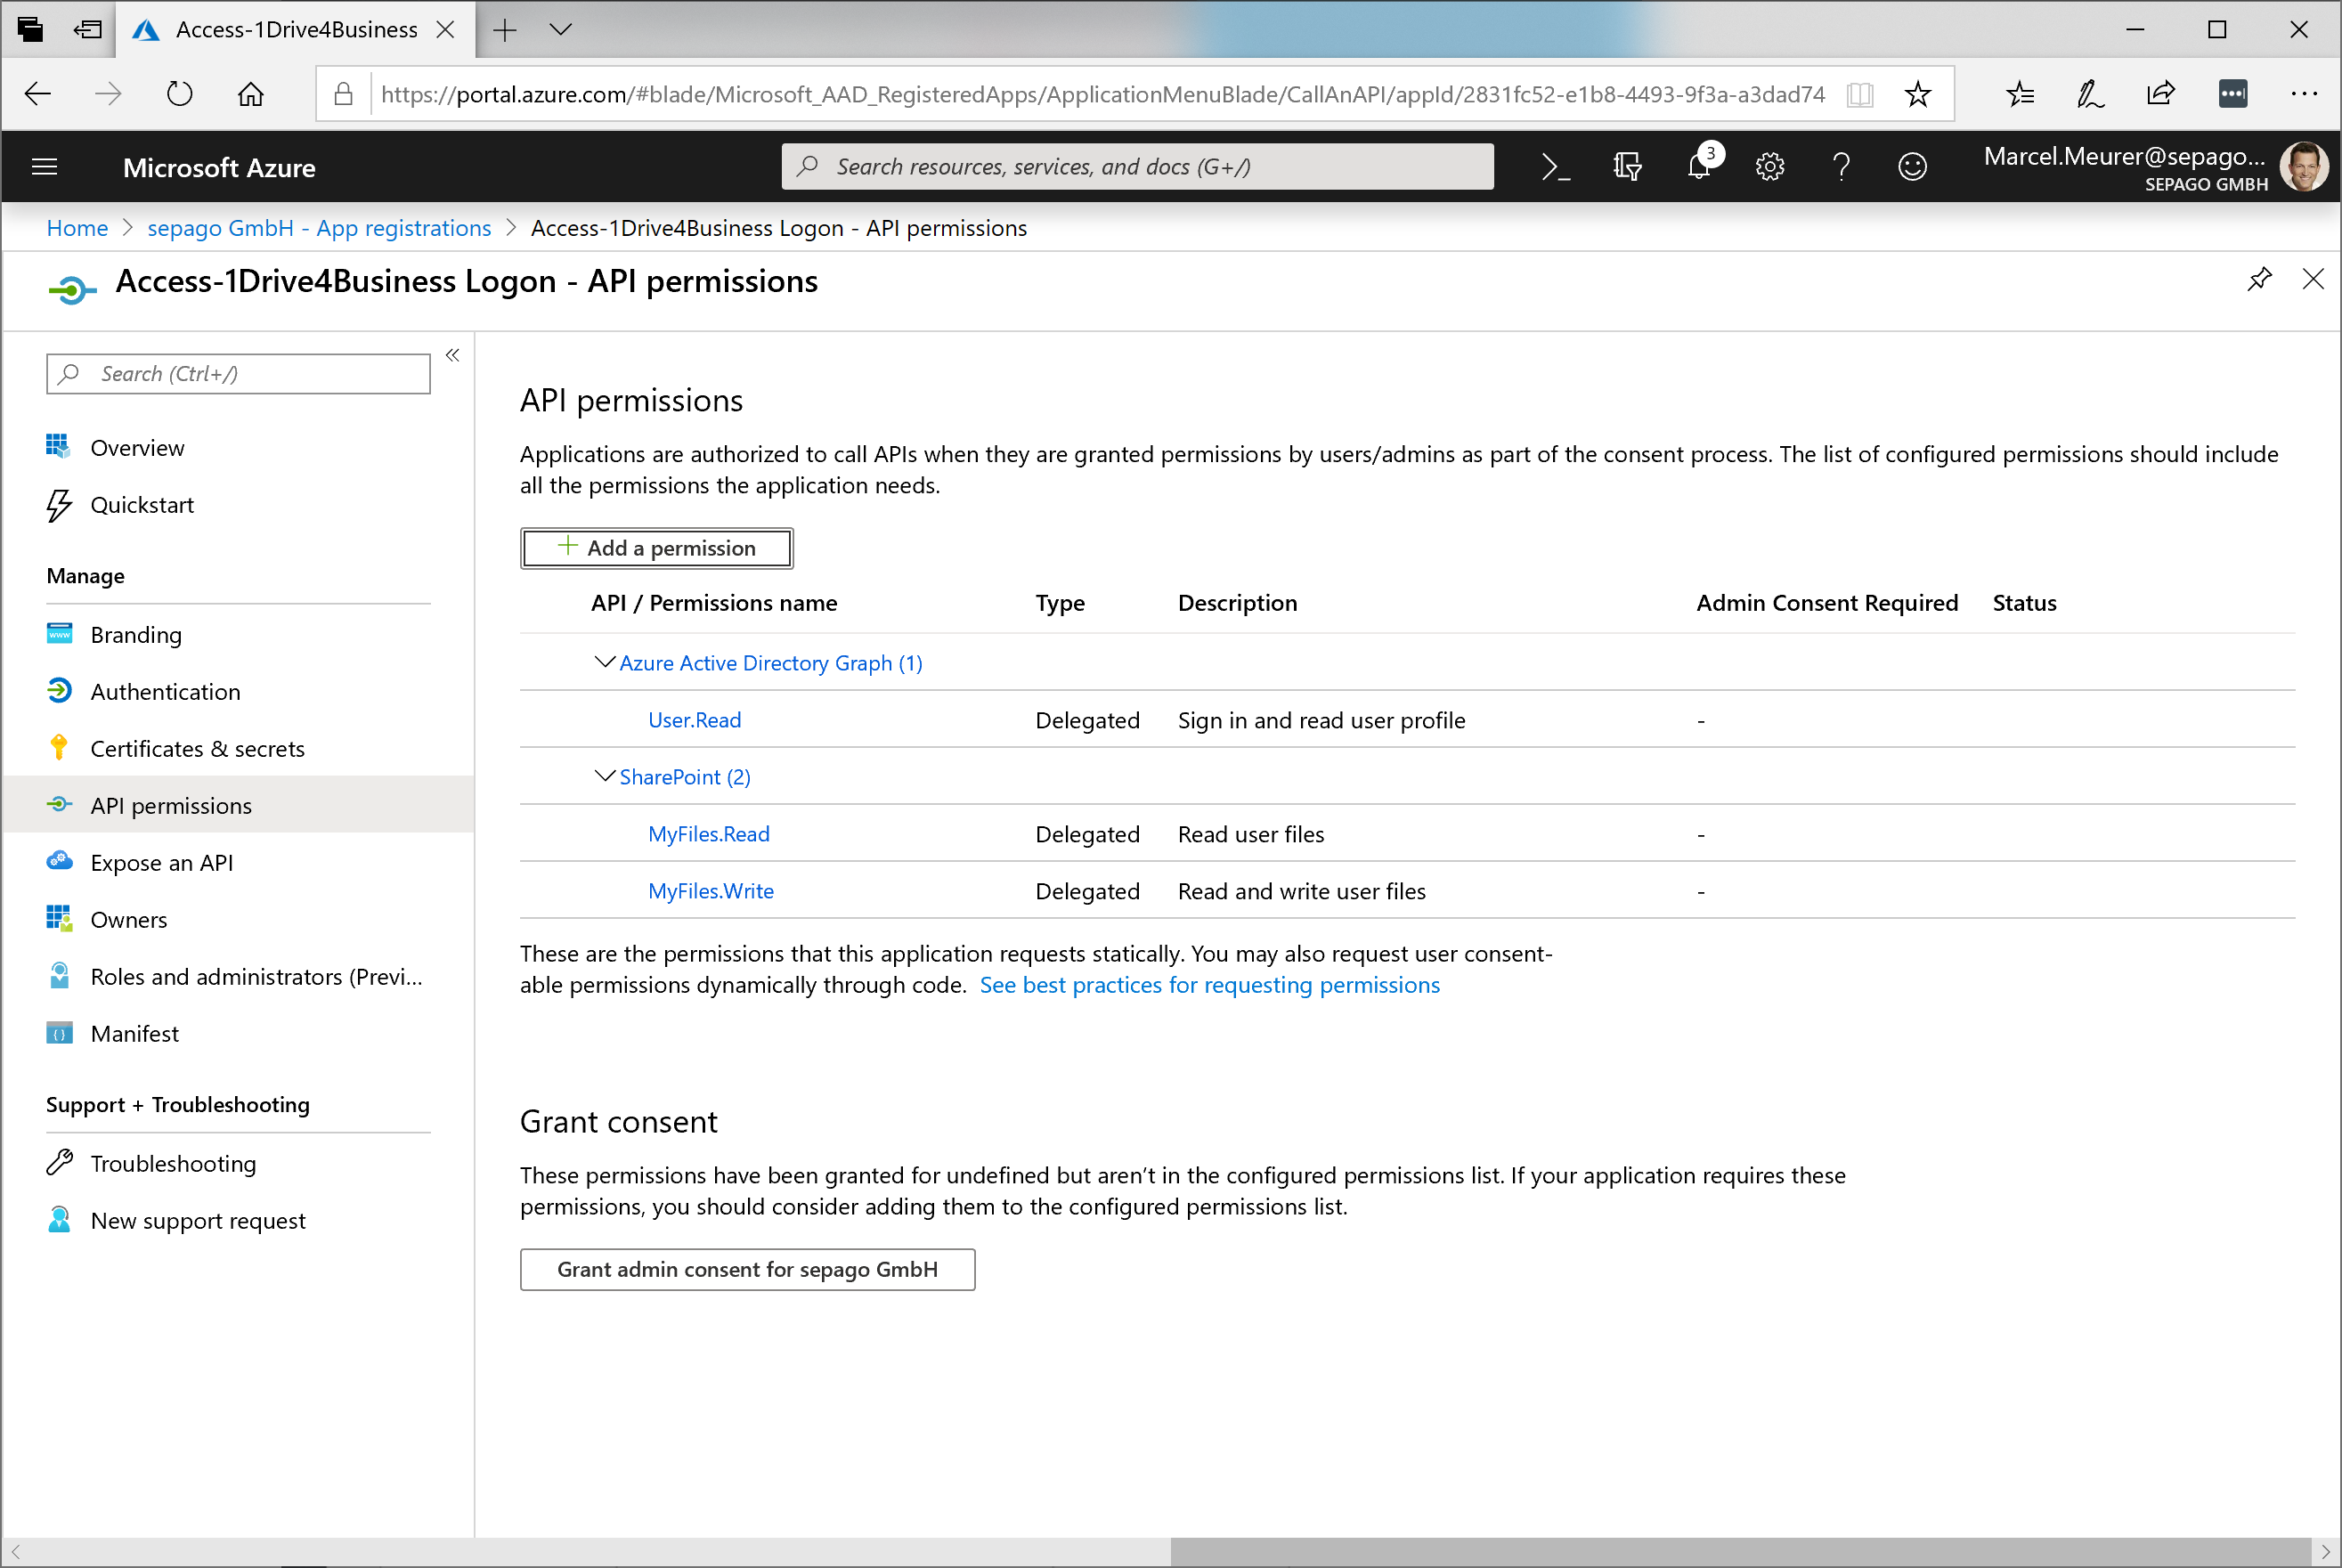 Access-1Drive4Business
https://portal.azure.com/#blade/Microsoft_AAD_RegisteredApps/ApplicationMenuBlade/CallAnAPI/appId/2831fc52-e1b8-4493-9f3a-a3dad74
Microsoft Azure
Search resources, services, and docs (G+/)
3
Marcel.Meurer@sepago...
SEPAGO GMBH
Home > sepago GmbH - App registrations > Access-1Drive4Business Logon - API permissions
Access-1Drive4Business Logon - API permissions
Search (Ctrl+/)
Overview
Quickstart
Manage
Branding
Authentication
Certificates & secrets
API permissions
Expose an API
Owners
Roles and administrators (Previ...
Manifest
Support + Troubleshooting
Troubleshooting
New support request
API permissions
Applications are authorized to call APIs when they are granted permissions by users/admins as part of the consent process. The list of configured permissions should include
all the permissions the application needs.
+ Add a permission
API / Permissions name Type Description Admin Consent Required Status
Azure Active Directory Graph (1)
User.Read Delegated Sign in and read user profile -
SharePoint (2)
MyFiles.Read Delegated Read user files -
MyFiles.Write Delegated Read and write user files -
These are the permissions that this application requests statically. You may also request user consent-
able permissions dynamically through code. See best practices for requesting permissions
Grant consent
These permissions have been granted for undefined but aren’t in the configured permissions list. If your application requires these
permissions, you should consider adding them to the configured permissions list.
Grant admin consent for sepago GmbH